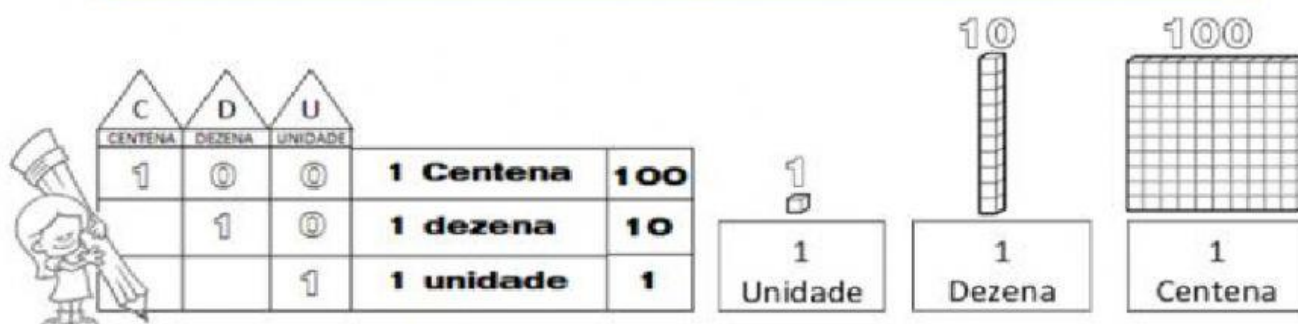 10 100
C D U
CENTENA DEZENA UNIDADE
1 0 0 1 Centena 100
1 0 1 dezena 10
1 1 unidade 1
1
1 Unidade
1 Dezena
1 Centena